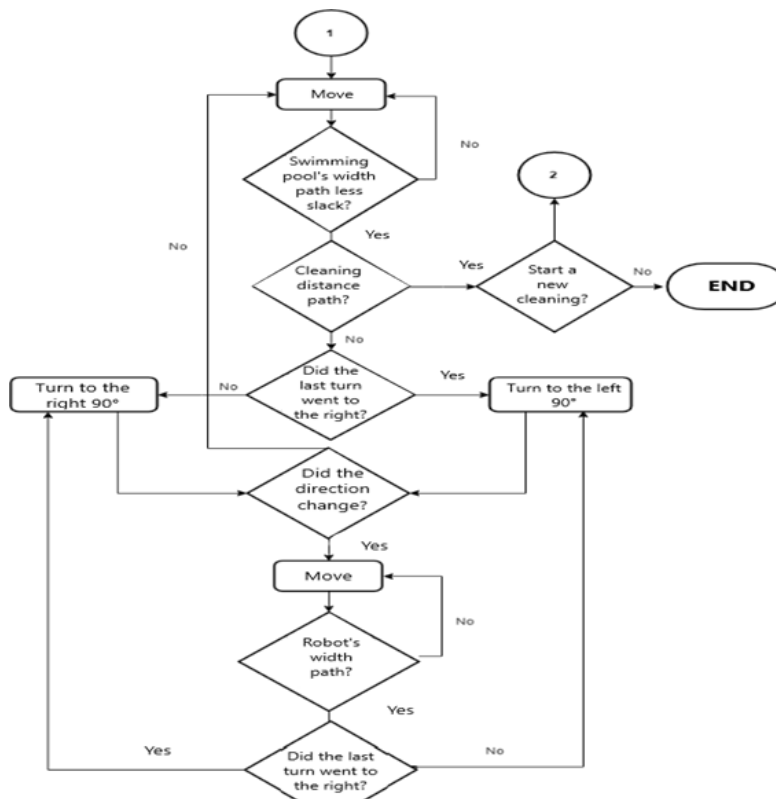 1
Move
No
Swimming
pool's width
path less
slack?
2
Yes
No
Cleaning
distance
path?
Yes
Start a
new
cleaning?
No
END
No
Turn to the
right 90°
No
Did the
last turn
went to
the right?
Yes
Turn to the left
90°
Did the
direction
change?
Yes
Move
No
Robot's
width
path?
Yes
Yes
Did the last
turn went to
the right?
No